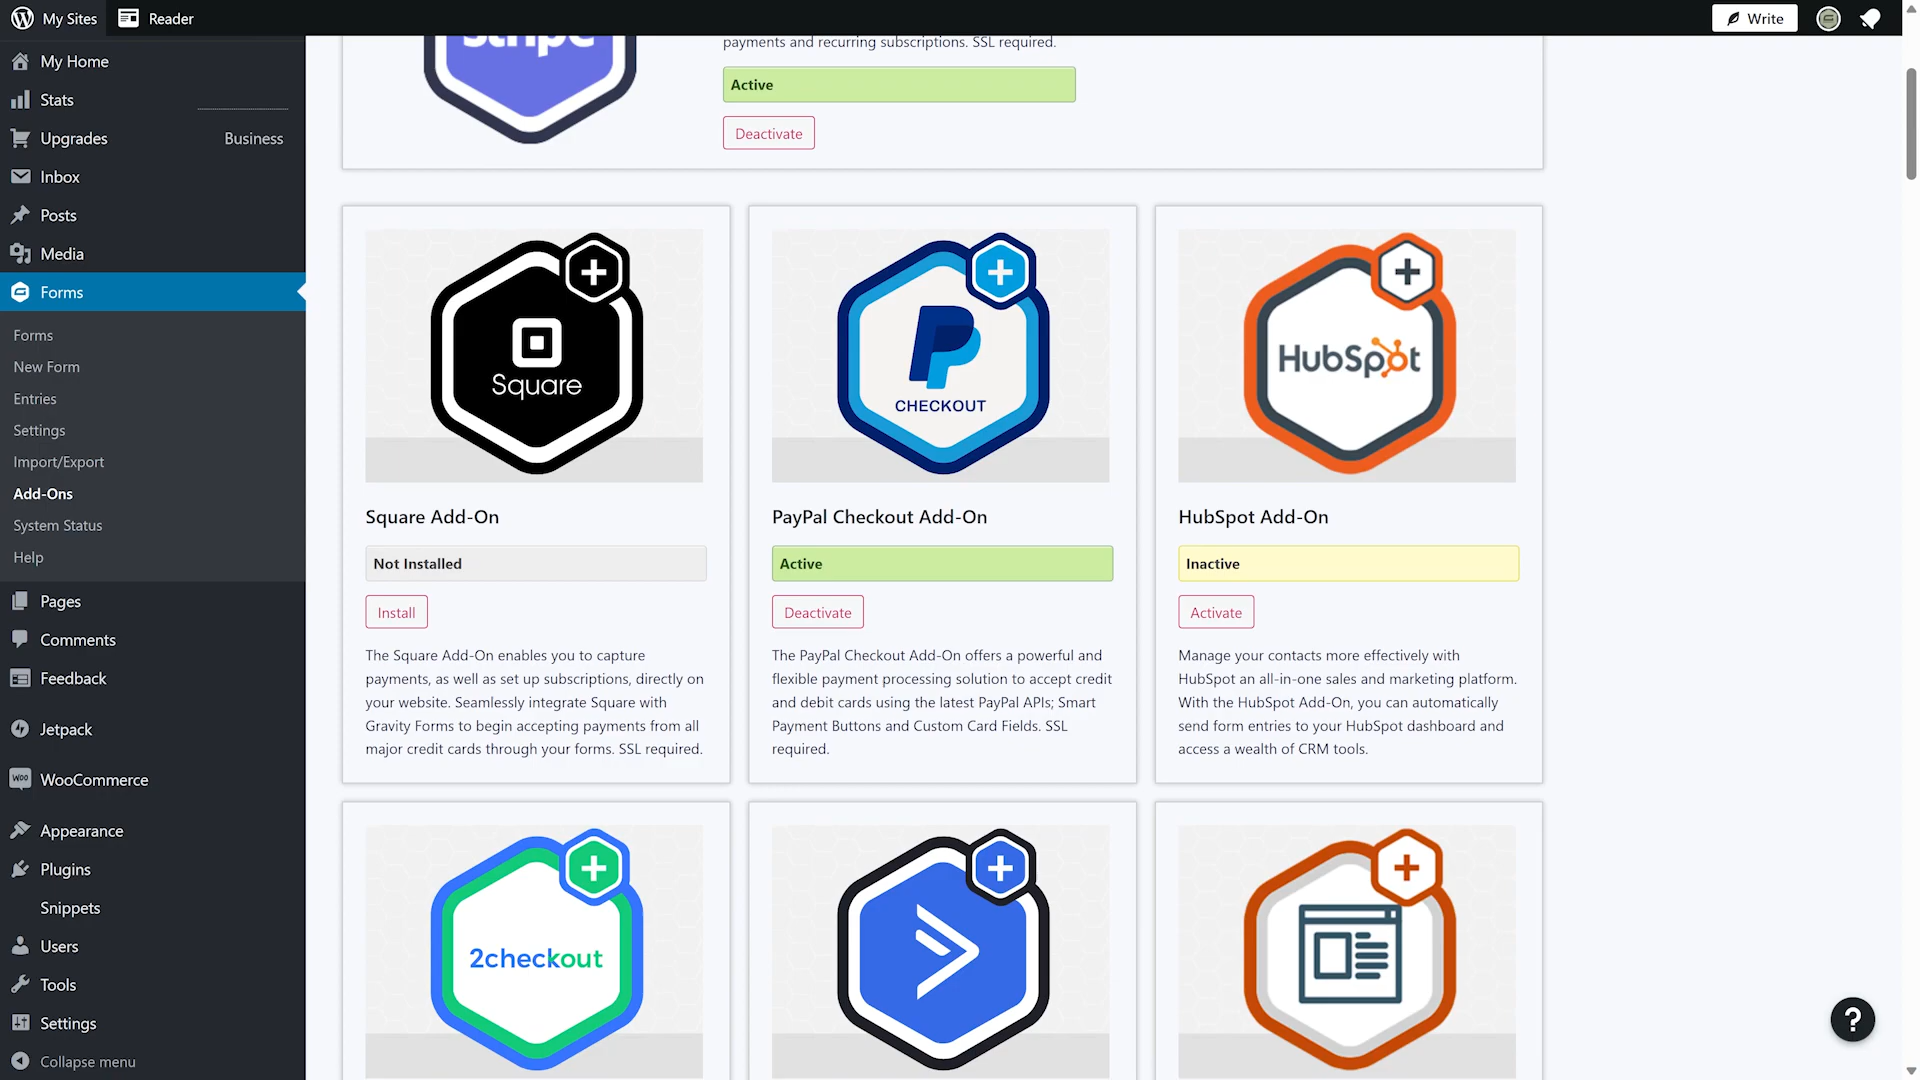 My Sites
Reader
Write
My Home
Stats
Upgrades
Business
Inbox
Posts
Media
Forms
Forms
New Form
Entries
Settings
Import/Export
Add-Ons
System Status
Help
Pages
Comments
Feedback
Jetpack
WooCommerce
Appearance
Plugins
Snippets
Users
Tools
Settings
Collapse menu
stripe
payments and recurring subscriptions. SSL required.
Active
Deactivate
Square
Square Add-On
Not Installed
Install
The Square Add-On enables you to capture
payments, as well as set up subscriptions, directly on
your website. Seamlessly integrate Square with
Gravity Forms to begin accepting payments from all
major credit cards through your forms. SSL required.
CHECKOUT
PayPal Checkout Add-On
Active
Deactivate
The PayPal Checkout Add-On offers a powerful and
flexible payment processing solution to accept credit
and debit cards using the latest PayPal APIs; Smart
Payment Buttons and Custom Card Fields. SSL
required.
HubSpot
HubSpot Add-On
Inactive
Activate
Manage your contacts more effectively with
HubSpot an all-in-one sales and marketing platform.
With the HubSpot Add-On, you can automatically
send form entries to your HubSpot dashboard and
access a wealth of CRM tools.
2checkout
?